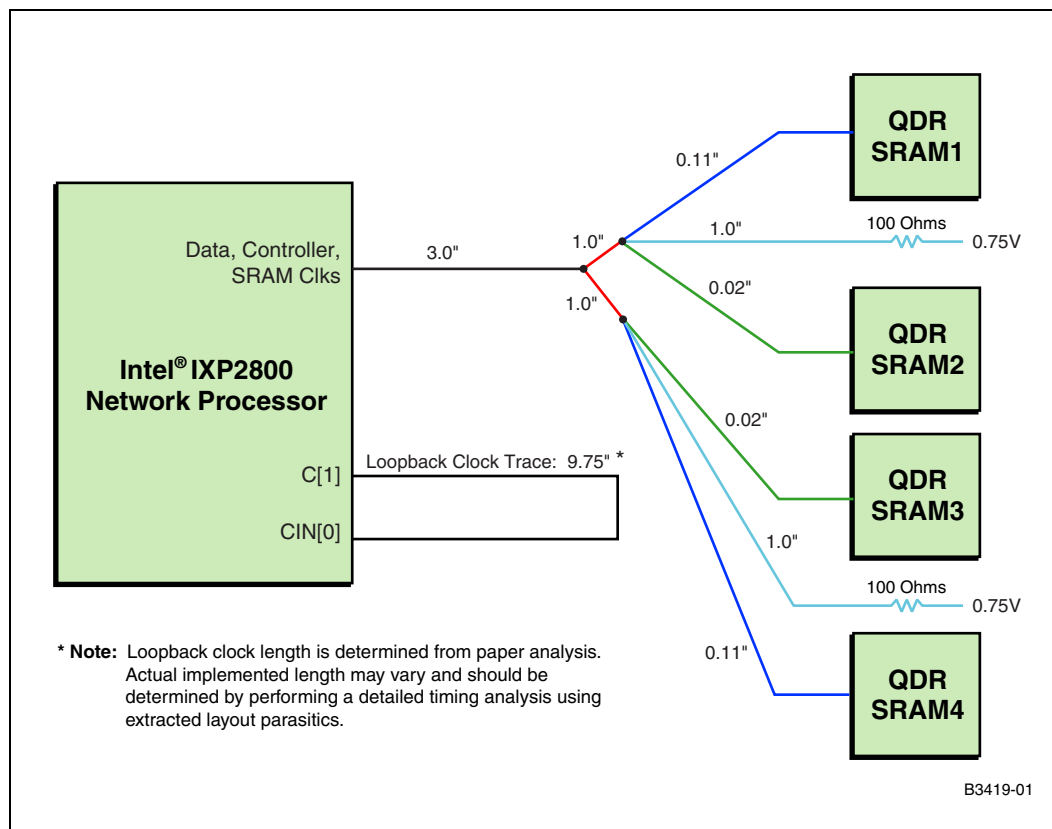 QDR
SRAM1
0.11"
100 Ohms
1.0"
0.75V
1.0"
Data, Controller,
SRAM Clks
3.0"
0.02"
1.0"
QDR
SRAM2
Intel® IXP2800
Network Processor
0.02"
QDR
SRAM3
Loopback Clock Trace: 9.75" *
C[1]
CIN[0]
1.0"
100 Ohms
0.75V
0.11"
QDR
SRAM4
* Note: Loopback clock length is determined from paper analysis.
Actual implemented length may vary and should be
determined by performing a detailed timing analysis using
extracted layout parasitics.
B3419-01